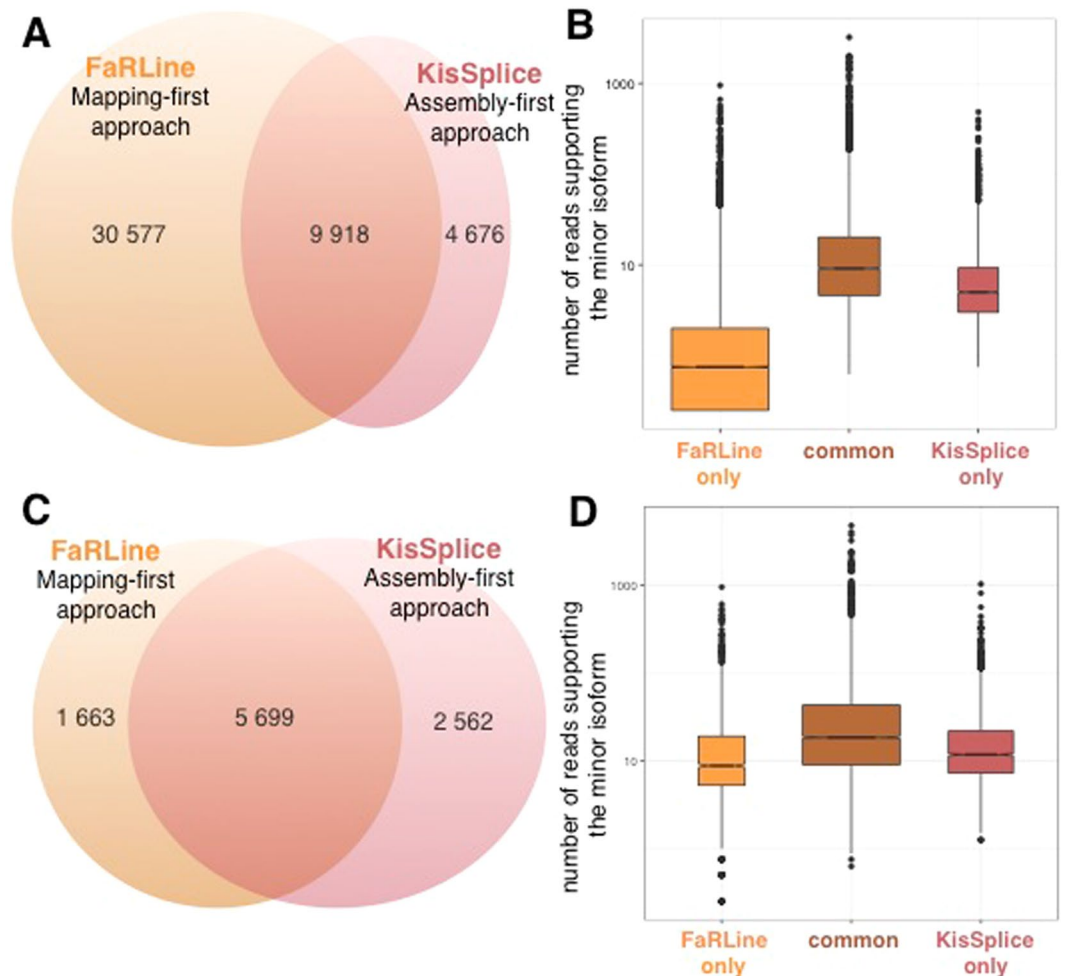 A
FaRLine
Mapping-first
approach
KisSplice
Assembly-first
approach
30 577
9 918
4 676
B
number of reads supporting
the minor isoform
1000
10
FaRLine
only
common
KisSplice
only
C
FaRLine
Mapping-first
approach
KisSplice
Assembly-first
approach
1 663
5 699
2 562
D
number of reads supporting
the minor isoform
1000
10
FaRLine
only
common
KisSplice
only